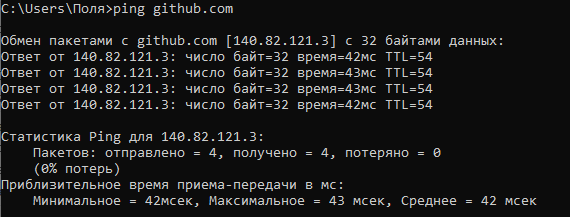 C:\Users\Поля>ping github.com
Обмен пакетами с github.com [140.82.121.3] с 32 байтами данных:
Ответ от 140.82.121.3: число байт=32 время=42мс TTL=54
Ответ от 140.82.121.3: число байт=32 время=43мс TTL=54
Ответ от 140.82.121.3: число байт=32 время=43мс TTL=54
Ответ от 140.82.121.3: число байт=32 время=42мс TTL=54
Статистика Ping для 140.82.121.3:
Пакетов: отправлено = 4, получено = 4, потеряно = 0
(0% потерь)
Приблизительное время приема-передачи в мс:
Минимальное = 42мсек, Максимальное = 43 мсек, Среднее = 42 мсек